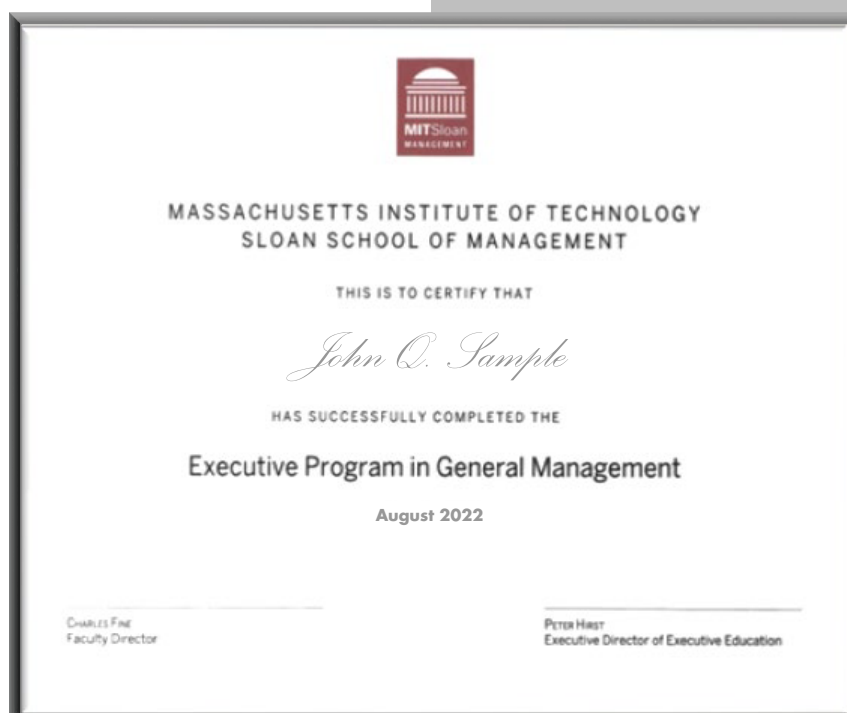 MITSloan
MANAGEMENT
MASSACHUSETTS INSTITUTE OF TECHNOLOGY
SLOAN SCHOOL OF MANAGEMENT
THIS IS TO CERTIFY THAT
John Q. Sample
HAS SUCCESSFULLY COMPLETED THE
Executive Program in General Management
August 2022
CHARLES FINE
Faculty Director
PETER HIRST
Executive Director of Executive Education